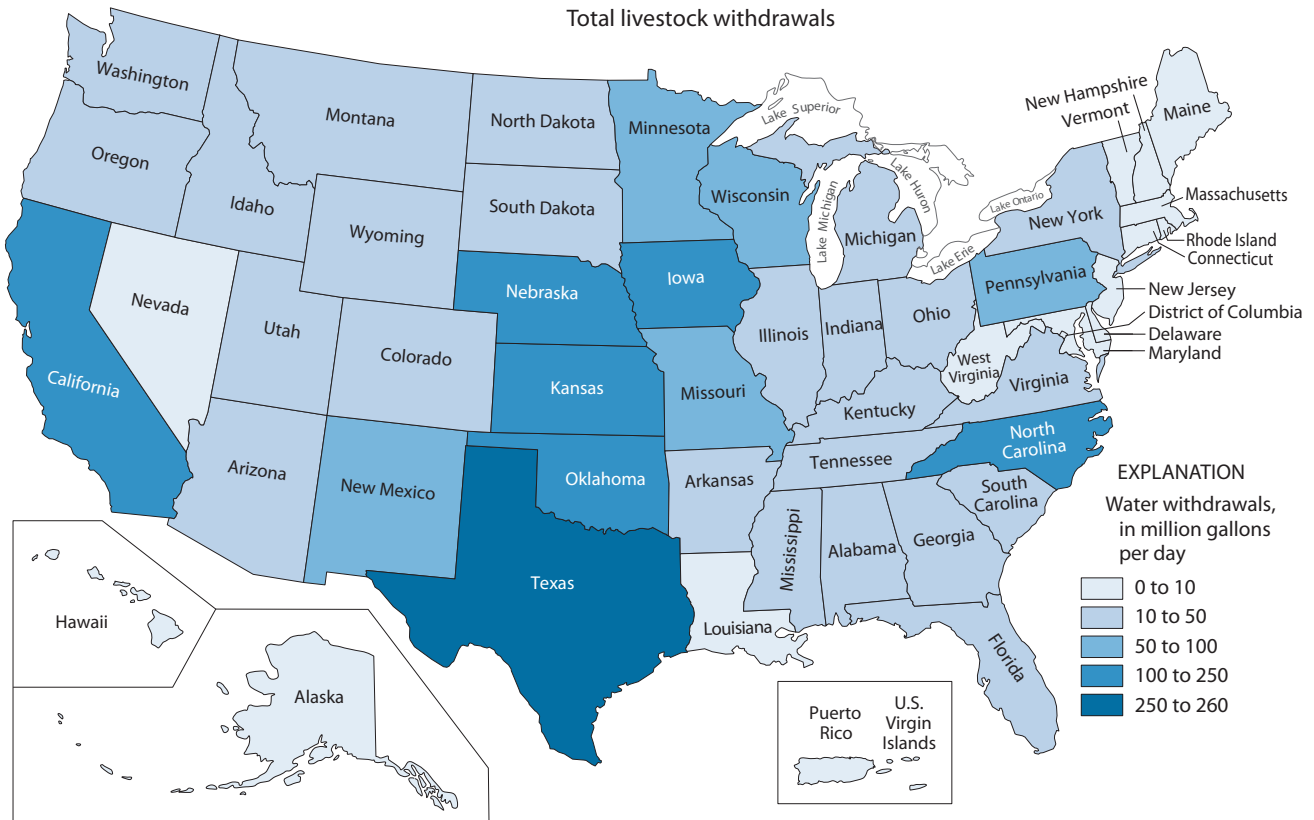 Total livestock withdrawals
Washington
Oregon
California
Nevada
Idaho
Montana
Wyoming
Utah
Colorado
Arizona
New Mexico
North Dakota
South Dakota
Nebraska
Kansas
Oklahoma
Texas
Minnesota
Iowa
Missouri
Arkansas
Louisiana
Wisconsin
Illinois
Michigan
Indiana
Ohio
Kentucky
Tennessee
Mississippi
Alabama
Georgia
Florida
South
Carolina
North
Carolina
Virginia
West
Virginia
Pennsylvania
New York
New Hampshire
Vermont
Maine
Massachusetts
Rhode Island
Connecticut
New Jersey
District of Columbia
Delaware
Maryland
Lake Superior
Lake Michigan
Lake Huron
Lake Erie
Lake Ontario
Hawaii
Alaska
Puerto
Rico
U.S.
Virgin
Islands
EXPLANATION
Water withdrawals,
in million gallons
per day
0 to 10
10 to 50
50 to 100
100 to 250
250 to 260